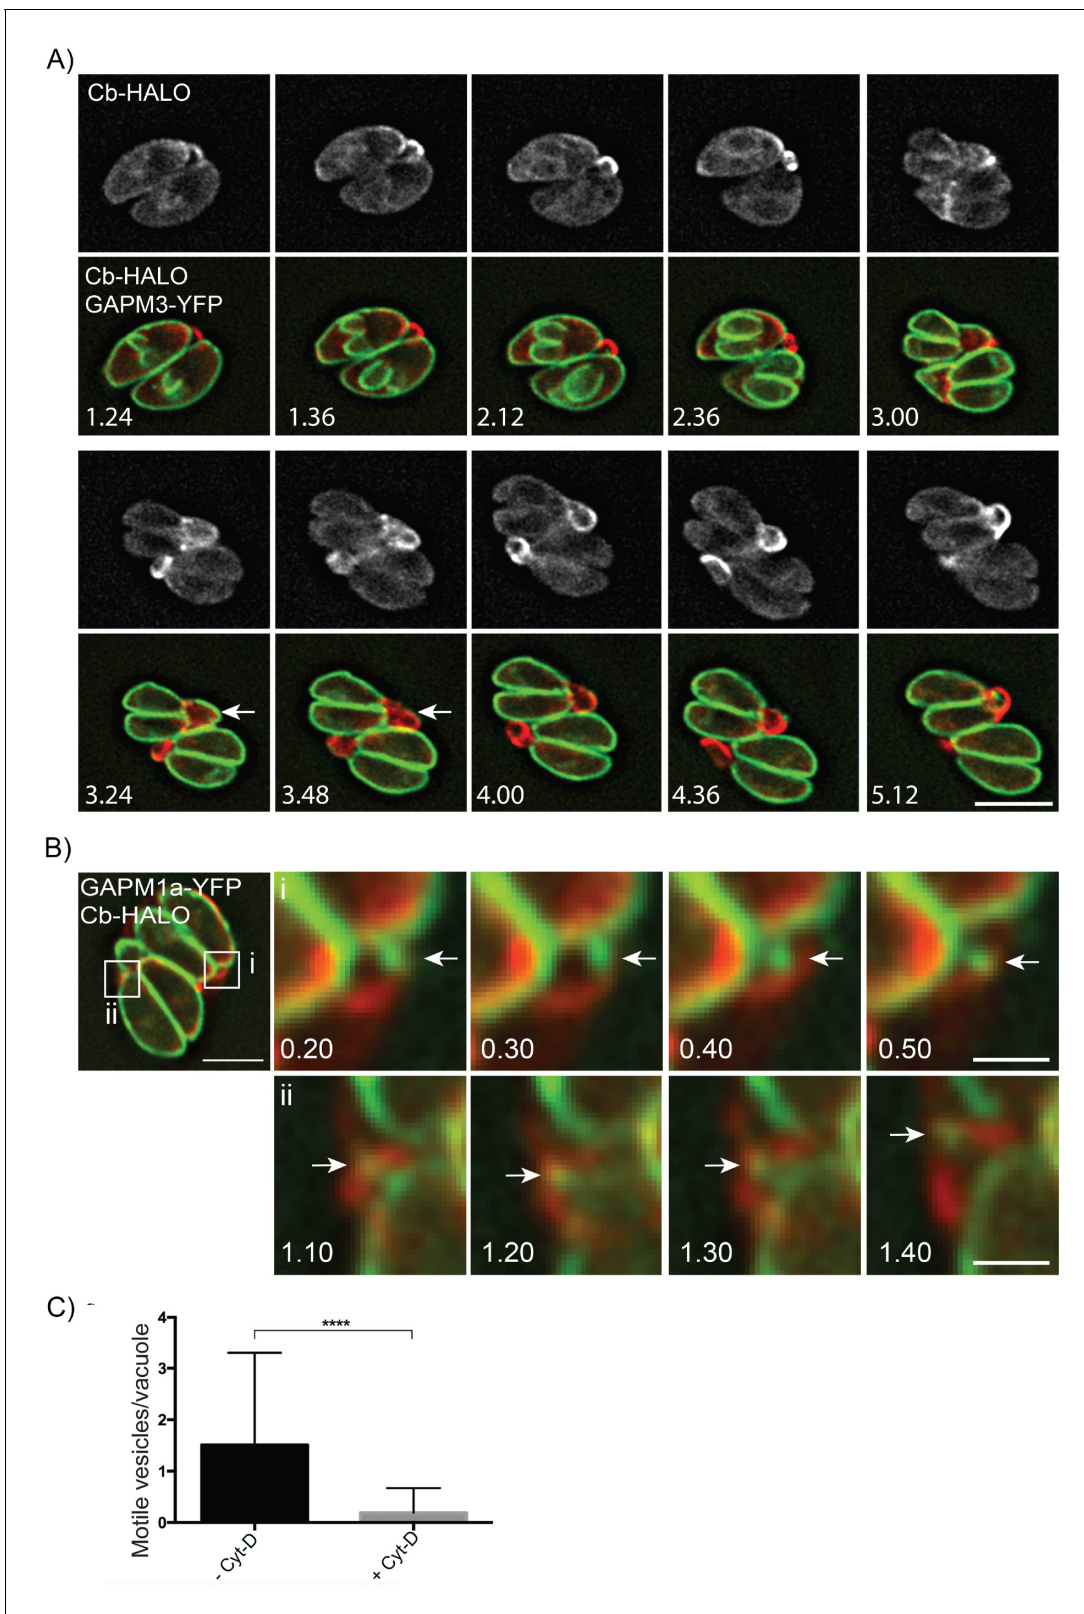 A)
Cb-HALO
Cb-HALO
GAPM3-YFP
1.24
1.36
2.12
2.36
3.00
3.24
3.48
4.00
4.36
5.12
B)
GAPM1a-YFP
Cb-HALO
i
ii
i
0.20
0.30
0.40
0.50
ii
1.10
1.20
1.30
1.40
C)
Motile vesicles/vacuole
4
3
2
1
0
****
- Cyt-D
+ Cyt-D